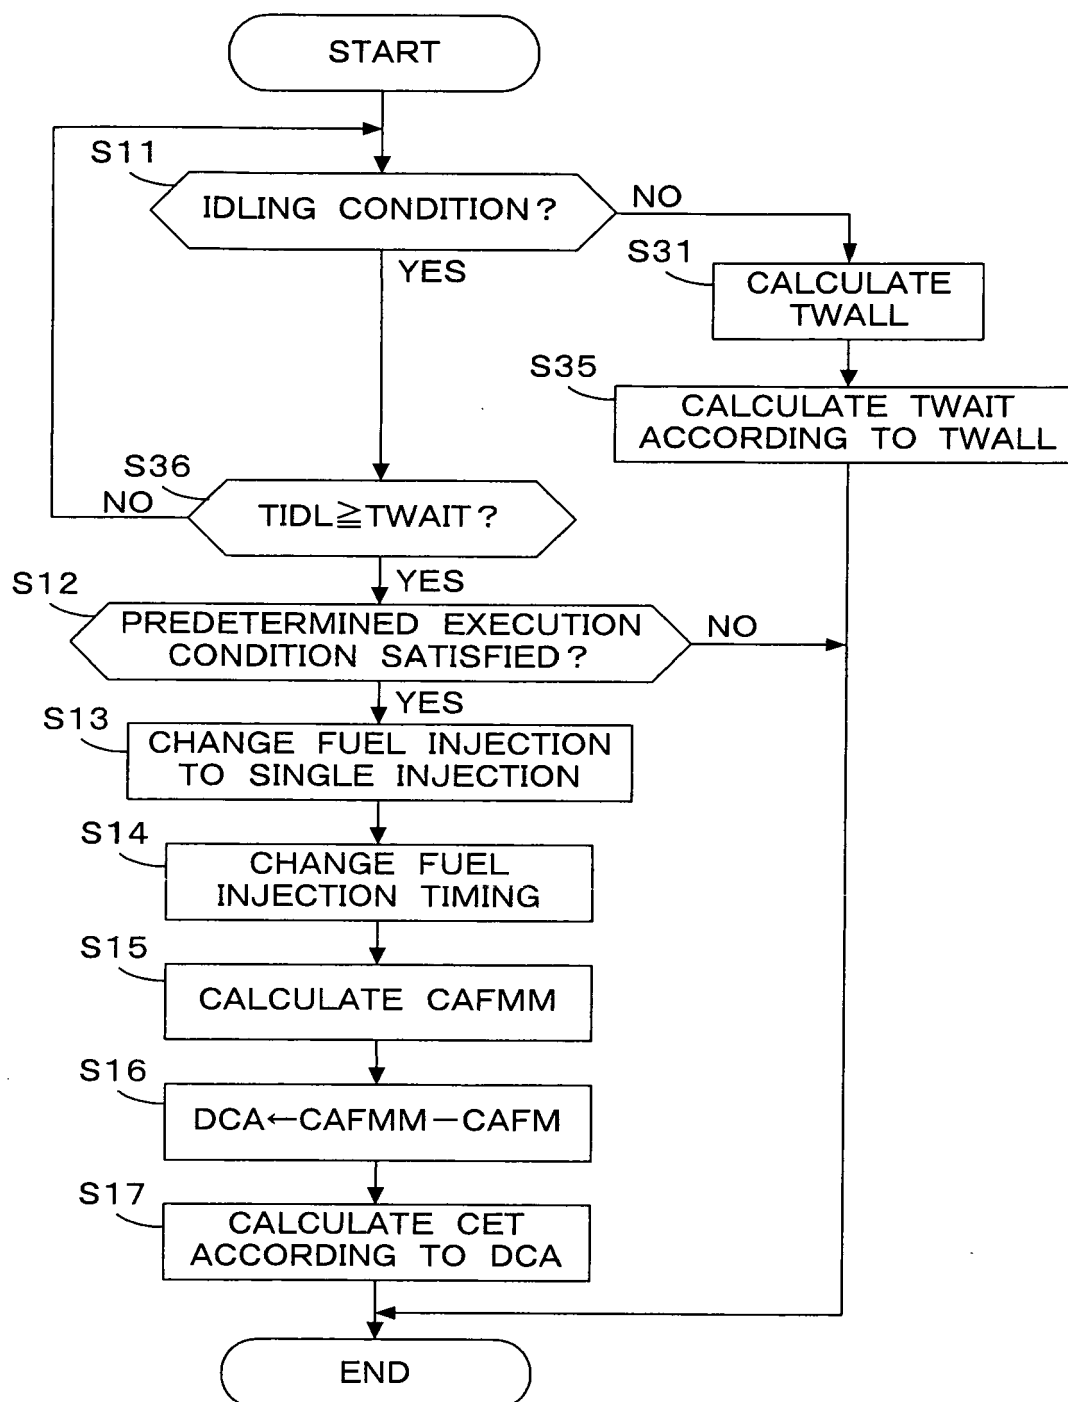 START
S11
IDLING CONDITION?
NO
YES
S31
CALCULATE
TWALL
S35
CALCULATE TWAIT
ACCORDING TO TWALL
S36
NO
TIDL≧TWAIT?
YES
S12
PREDETERMINED EXECUTION
CONDITION SATISFIED?
NO
YES
S13
CHANGE FUEL INJECTION
TO SINGLE INJECTION
S14
CHANGE FUEL
INJECTION TIMING
S15
CALCULATE CAFMM
S16
DCA←CAFMM−CAFM
S17
CALCULATE CET
ACCORDING TO DCA
END